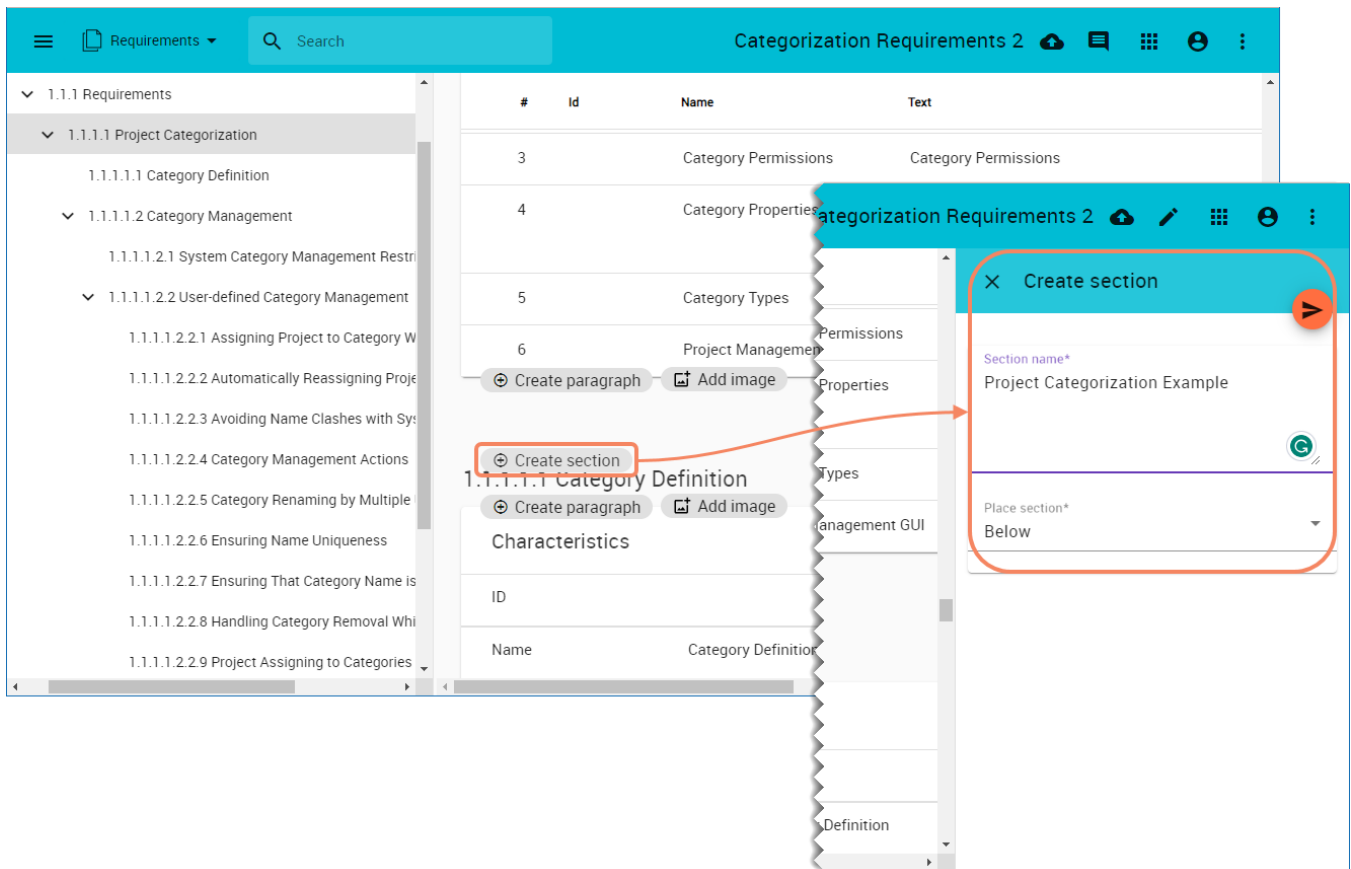 Requirements
Search
Categorization Requirements 2
1.1.1 Requirements
1.1.1.1 Project Categorization
1.1.1.1.1 Category Definition
1.1.1.1.2 Category Management
1.1.1.1.2.1 System Category Management Restri
1.1.1.1.2.2 User-defined Category Management
1.1.1.1.2.2.1 Assigning Project to Category W
1.1.1.1.2.2.2 Automatically Reassigning Proje
1.1.1.1.2.2.3 Avoiding Name Clashes with Sys
1.1.1.1.2.2.4 Category Management Actions
1.1.1.1.2.2.5 Category Renaming by Multiple
1.1.1.1.2.2.6 Ensuring Name Uniqueness
1.1.1.1.2.2.7 Ensuring That Category Name is
1.1.1.1.2.2.8 Handling Category Removal Whi
1.1.1.1.2.2.9 Project Assigning to Categories
# Id Name Text
3 Category Permissions Category Permissions
4 Category Properties
5 Category Types
6 Project Managemen
Create paragraph Add image
Create section
1.1.1.1.1 Category Definition
Create paragraph Add image
Characteristics
ID
Name Category Definition
ategorization Requirements 2
Permissions
Properties
Types
anagement GUI
Definition
Create section
Section name*
Project Categorization Example
G
Place section*
Below